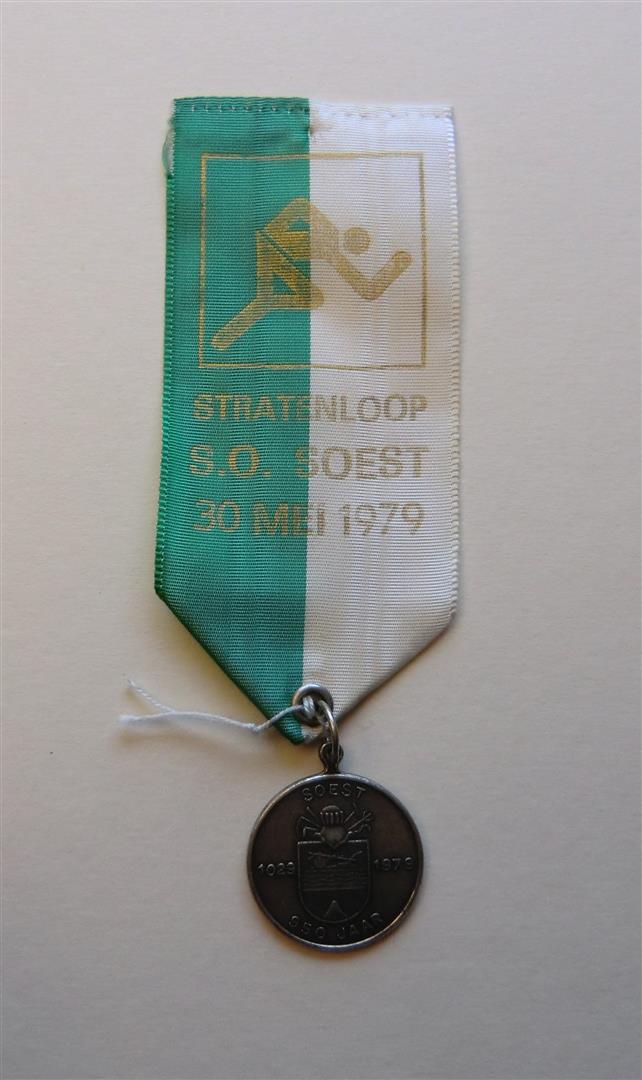 STRATENLOOP
S.O. SOEST
30 MEI 1979
SOEST
1029 1979
950 JAAR